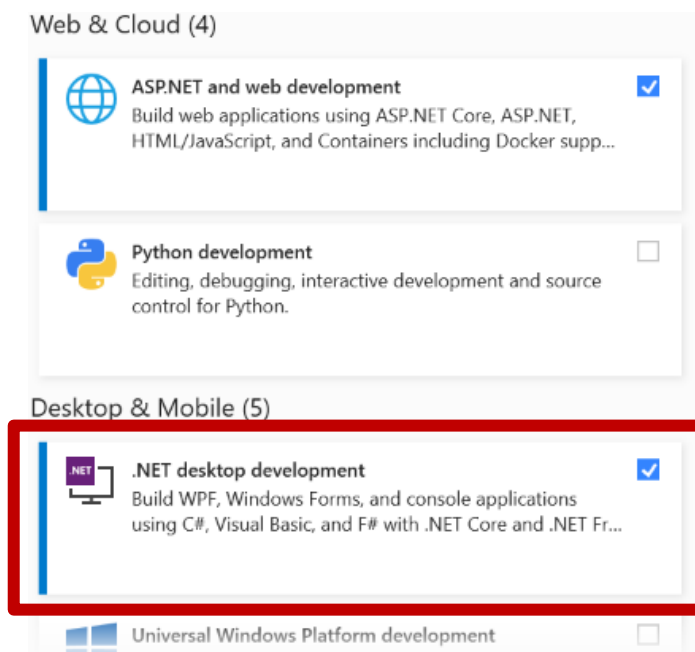 Web & Cloud (4)
ASP.NET and web development
Build web applications using ASP.NET Core, ASP.NET,
HTML/JavaScript, and Containers including Docker supp...
Python development
Editing, debugging, interactive development and source
control for Python.
Desktop & Mobile (5)
.NET
.NET desktop development
Build WPF, Windows Forms, and console applications
using C#, Visual Basic, and F# with .NET Core and .NET Fr...
Universal Windows Platform development